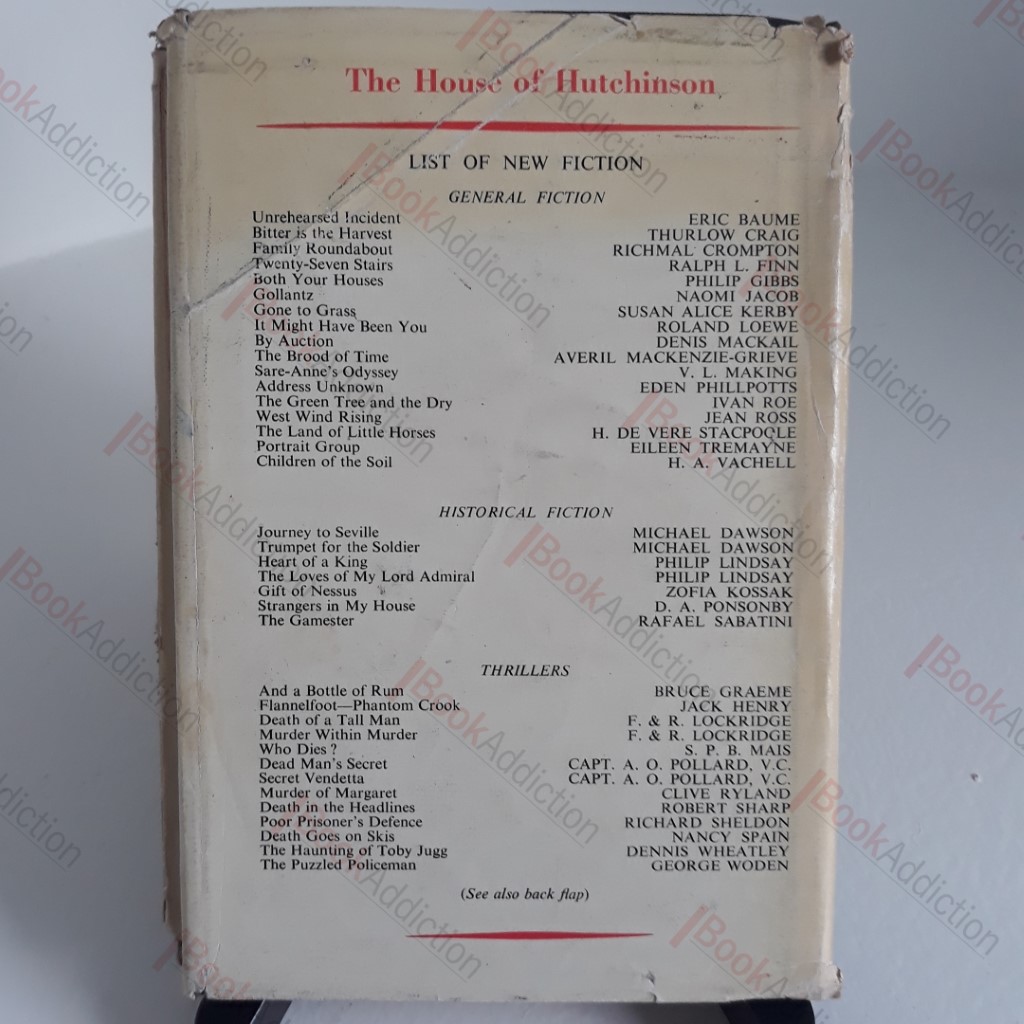 The House of Hutchinson
LIST OF NEW FICTION
GENERAL FICTION
Unrehearsed Incident ERIC BAUME
Bitter is the Harvest THURLOW CRAIG
Family Roundabout RICHMAL CROMPTON
Twenty-Seven Stairs RALPH L. FINN
Both Your Houses PHILIP GIBBS
Gollantz NAOMI JACOB
Gone to Grass SUSAN ALICE KERBY
It Might Have Been You ROLAND LOEWE
By Auction DENIS MACKAIL
The Brood of Time AVERIL MACKENZIE-GRIEVE
Sare-Anne's Odyssey V. L. MAKING
Address Unknown EDEN PHILLPOTTS
The Green Tree and the Dry IVAN ROE
West Wind Rising JEAN ROSS
The Land of Little Horses H. DE VERE STACPOOLE
Portrait Group EILEEN TREMAYNE
Children of the Soil H. A. VACHELL
HISTORICAL FICTION
Journey to Seville MICHAEL DAWSON
Trumpet for the Soldier MICHAEL DAWSON
Heart of a King PHILIP LINDSAY
The Loves of My Lord Admiral PHILIP LINDSAY
Gift of Nessus ZOFIA KOSSAK
Strangers in My House D. A. PONSONBY
The Gamester RAFAEL SABATINI
THRILLERS
And a Bottle of Rum BRUCE GRAEME
Flannelfoot—Phantom Crook JACK HENRY
Death of a Tall Man F. & R. LOCKRIDGE
Murder Within Murder F. & R. LOCKRIDGE
Who Dies? S. P. B. MAIS
Dead Man's Secret CAPT. A. O. POLLARD, V.C.
Secret Vendetta CAPT. A. O. POLLARD, V.C.
Murder of Margaret CLIVE RYLAND
Death in the Headlines ROBERT SHARP
Poor Prisoner's Defence RICHARD SHELDON
Death Goes on Skis NANCY SPAIN
The Haunting of Toby Jugg DENNIS WHEATLEY
The Puzzled Policeman GEORGE WODEN
(See also back flap)
BookAddiction